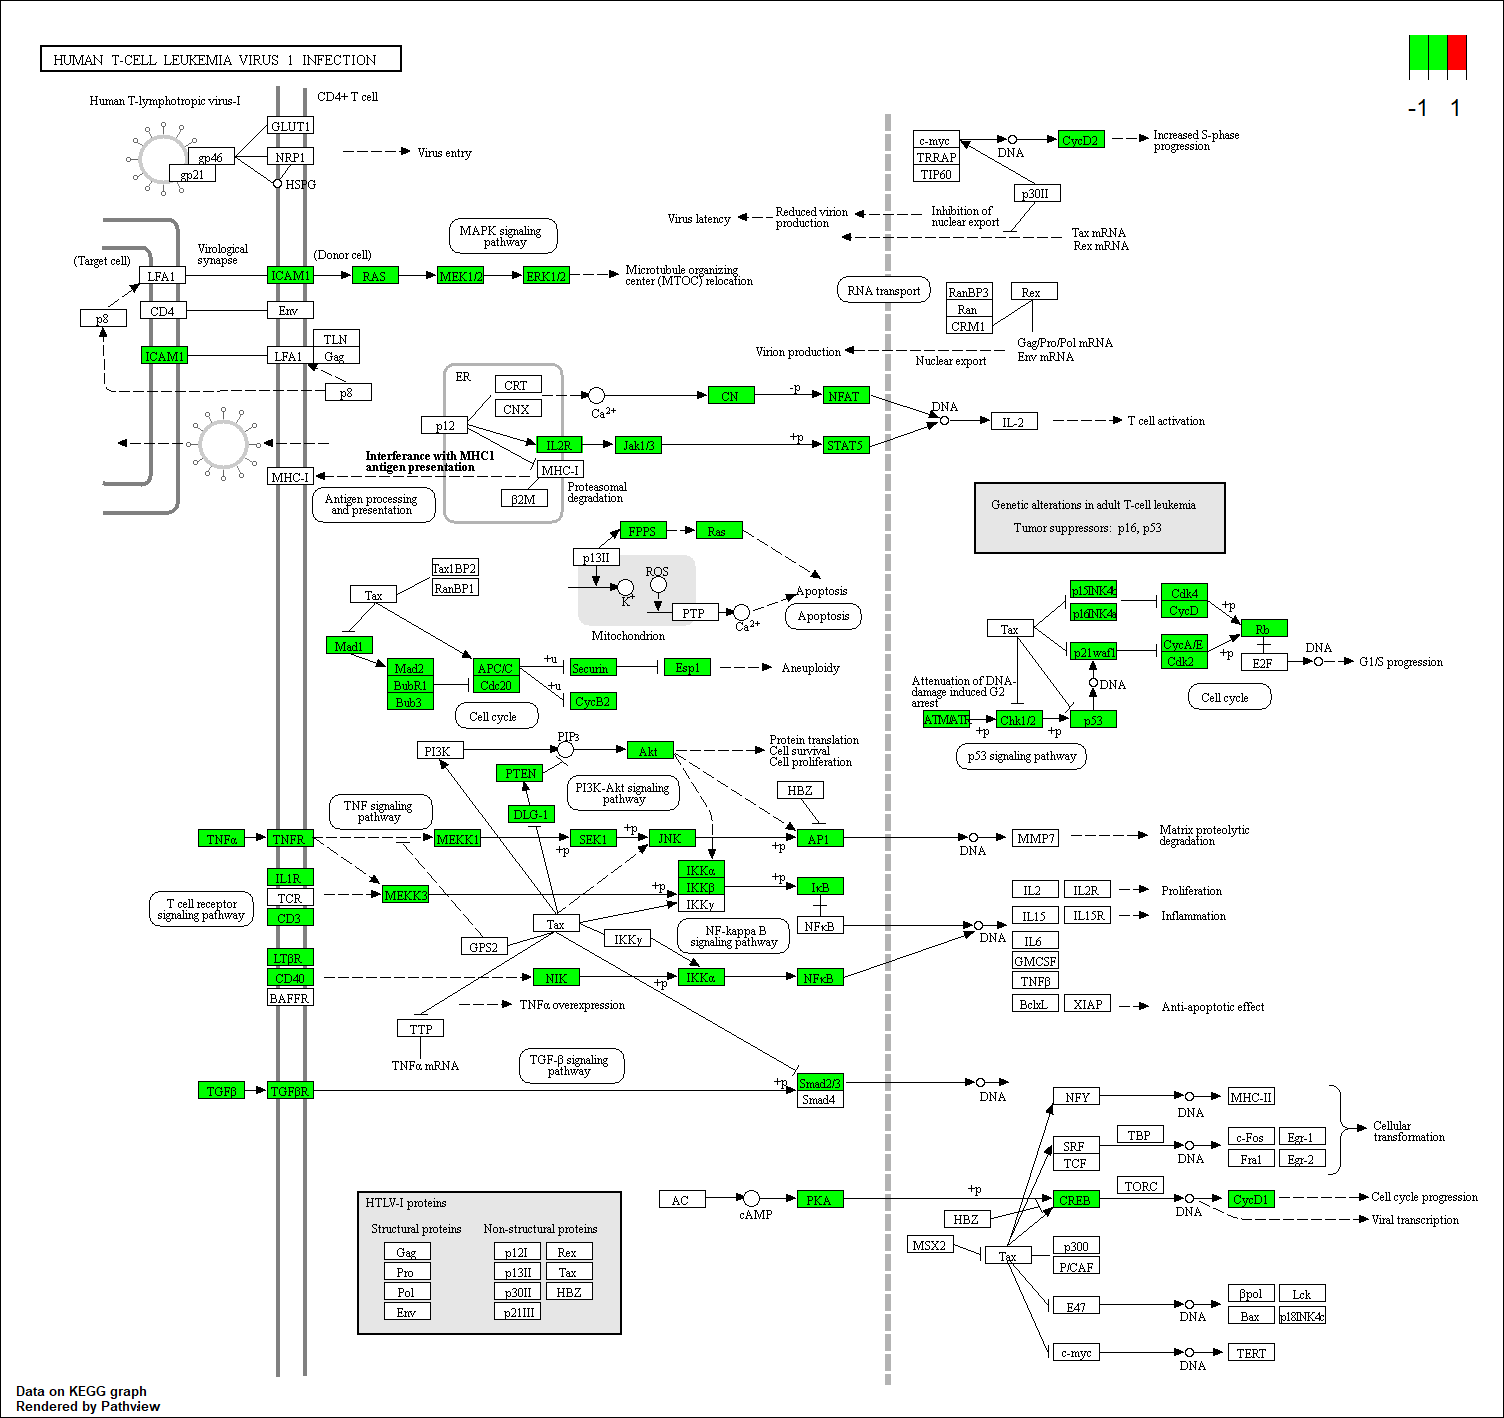 HUMAN T-CELL LEUKEMIA VIRUS 1 INFECTION
-1 1
Human T-lymphotropic virus-I
CD4+ T cell
GLUT1
gp46
NRP1
gp21
HSPG
Virus entry
c-myc
TRRAP
TIP60
DNA
CycD2
Increased S-phase
progression
p30II
Virus latency
Reduced virion
production
Inhibition of
nuclear export
Tax mRNA
Rex mRNA
MAPK signaling
pathway
(Target cell)
Virological
synapse
(Donor cell)
LFA1
ICAM1
RAS
MEK1/2
ERK1/2
Microtubule organizing
center (MTOC) relocation
RNA transport
RanBP3
Ran
CRM1
Rex
Gag/Pro/Pol mRNA
Env mRNA
Virion production
Nuclear export
p8
CD4
Env
ICAM1
LFA1
TLN
Gag
p8
ER
CRT
CNX
p12
Ca2+
CN
-p
NFAT
DNA
IL-2
T cell activation
IL2R
Jak1/3
+p
STAT5
Interferance with MHC1
antigen presentation
MHC-I
MHC-I
β2M
Proteasomal
degradation
Antigen processing
and presentation
Genetic alterations in adult T-cell leukemia
Tumor suppressors: p16, p53
FPPS
Ras
p13II
ROS
K+
PTP
Ca2+
Mitochondrion
Apoptosis
Apoptosis
Tax1BP2
RanBP1
Tax
Mad1
Mad2
BubR1
Bub3
APC/C
Cdc20
+u
+u
Securin
Esp1
CycB2
Aneuploidy
Cell cycle
p15INK4b
p16INK4a
Cdk4
CycD
+p
Tax
p21waf1
CycA/E
Cdk2
+p
Rb
E2F
DNA
G1/S progression
Cell cycle
Attenuation of DNA-
damage induced G2
arrest
DNA
ATM/ATR
+p
Chk1/2
+p
p53
p53 signaling pathway
PI3K
PIP3
Akt
Protein translation
Cell survival
Cell proliferation
PTEN
DLG-1
PI3K-Akt signaling
pathway
HBZ
TNF signaling
pathway
TNFα
TNFR
MEKK1
+p
SEK1
+p
JNK
+p
AP1
DNA
MMP7
Matrix proteolytic
degradation
IL1R
TCR
CD3
T cell receptor
signaling pathway
MEKK3
+p
IKKα
IKKβ
IKKγ
+p
IκB
NFκB
Tax
GPS2
IKKγ
NF-kappa B
signaling pathway
DNA
IL2
IL2R
Proliferation
IL15
IL15R
Inflammation
IL6
GMCSF
TNFβ
BclxL
XIAP
Anti-apoptotic effect
LTβR
CD40
BAFFR
NIK
+p
IKKα
NFκB
TNFα overexpression
TTP
TNFα mRNA
TGF-β signaling
pathway
TGFβ
TGFβR
+p
Smad2/3
Smad4
DNA
NFY
DNA
MHC-II
SRF
TCF
TBP
DNA
c-Fos
Egr-1
Fra1
Egr-2
Cellular
transformation
AC
cAMP
PKA
+p
CREB
TORC
DNA
CycD1
Cell cycle progression
Viral transcription
HBZ
MSX2
Tax
p300
P/CAF
E47
DNA
βpol
Lck
Bax
p18INK4c
c-myc
DNA
TERT
HTLV-I proteins
Structural proteins
Non-structural proteins
Gag
p12I
Rex
Pro
p13II
Tax
Pol
p30II
HBZ
Env
p21III
Data on KEGG graph
Rendered by Pathview